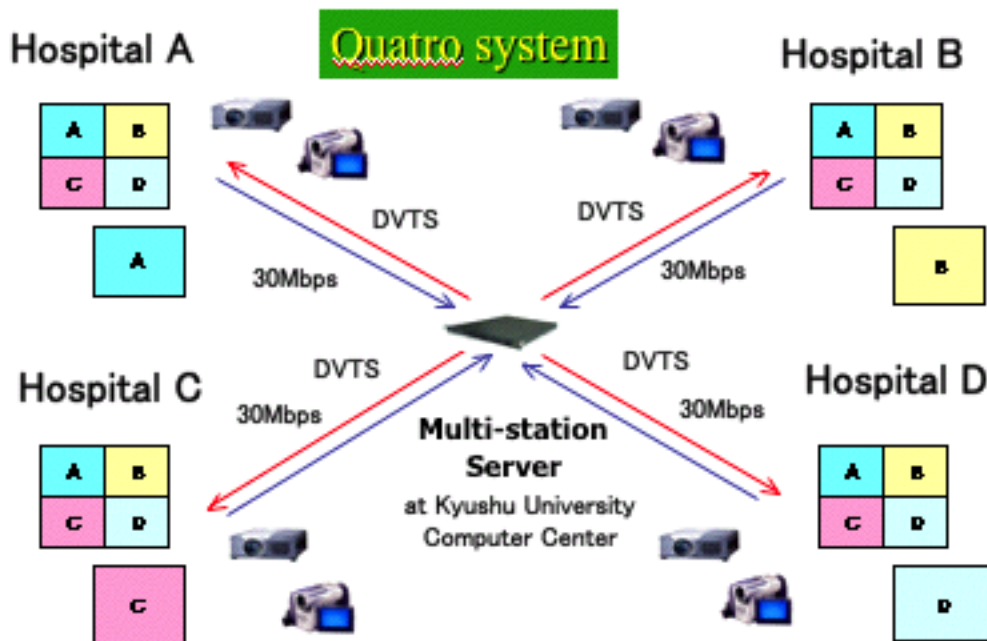 Quatro system
Hospital A
A B
C D
A
DVTS
30Mbps
Hospital B
A B
C D
B
DVTS
30Mbps
Hospital C
A B
C D
C
DVTS
30Mbps
Multi-station
Server
at Kyushu University
Computer Center
Hospital D
A B
C D
D
DVTS
30Mbps